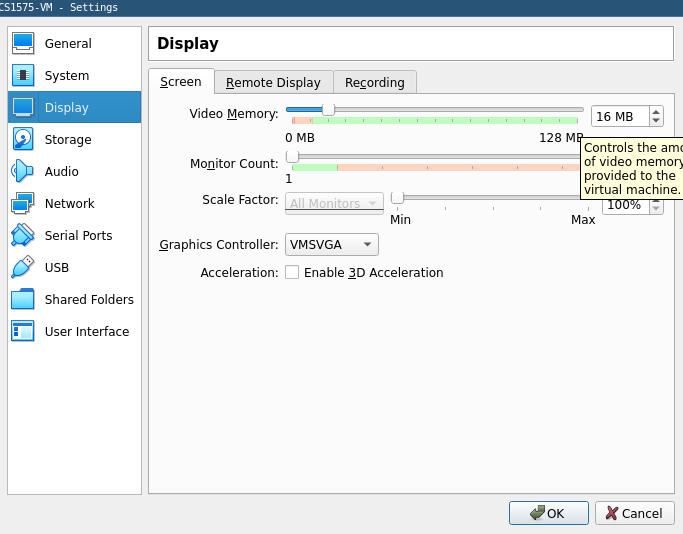 CS1575-VM - Settings
General
System
Display
Storage
Audio
Network
Serial Ports
USB
Shared Folders
User Interface
Display
Screen
Remote Display
Recording
Video Memory:
16 MB
0 MB
128 MB
Controls the amo
of video memory
provided to the
virtual machine.
Monitor Count:
1
Scale Factor:
All Monitors
100%
Min
Max
Graphics Controller:
VMSVGA
Acceleration:
Enable 3D Acceleration
OK
Cancel